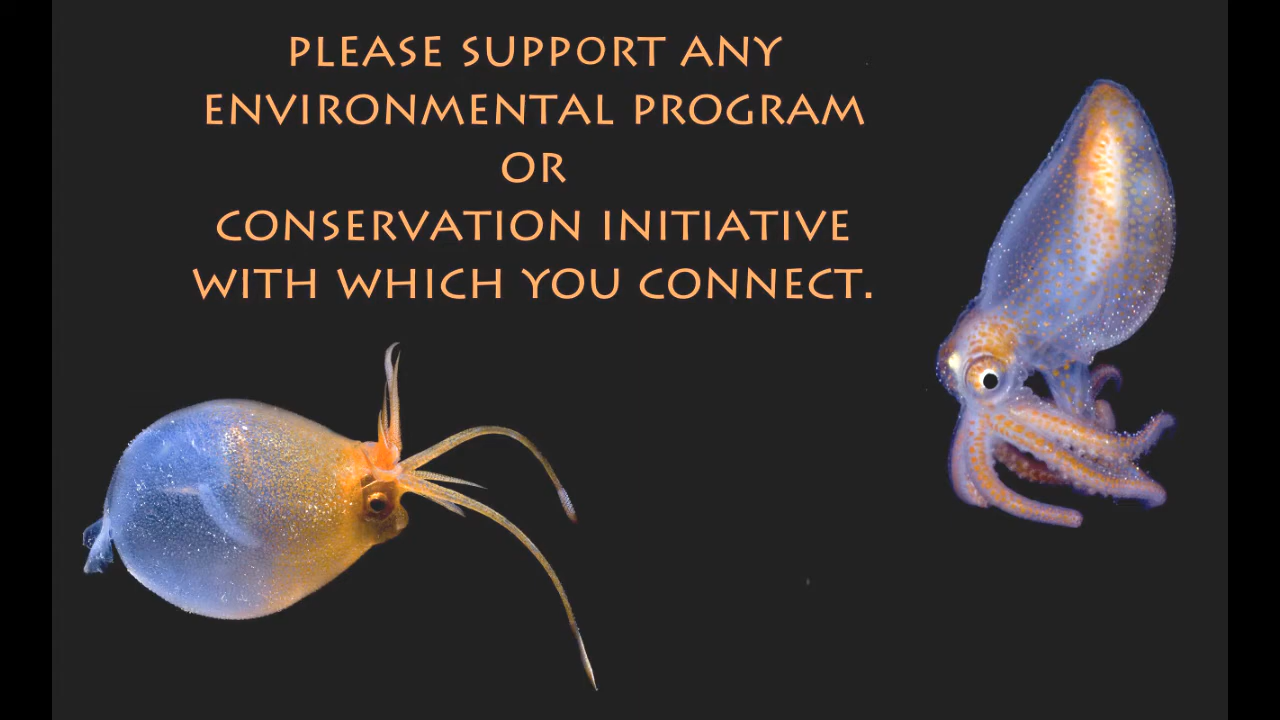 PLEASE SUPPORT ANY
ENVIRONMENTAL PROGRAM
OR
CONSERVATION INITIATIVE
WITH WHICH YOU CONNECT.